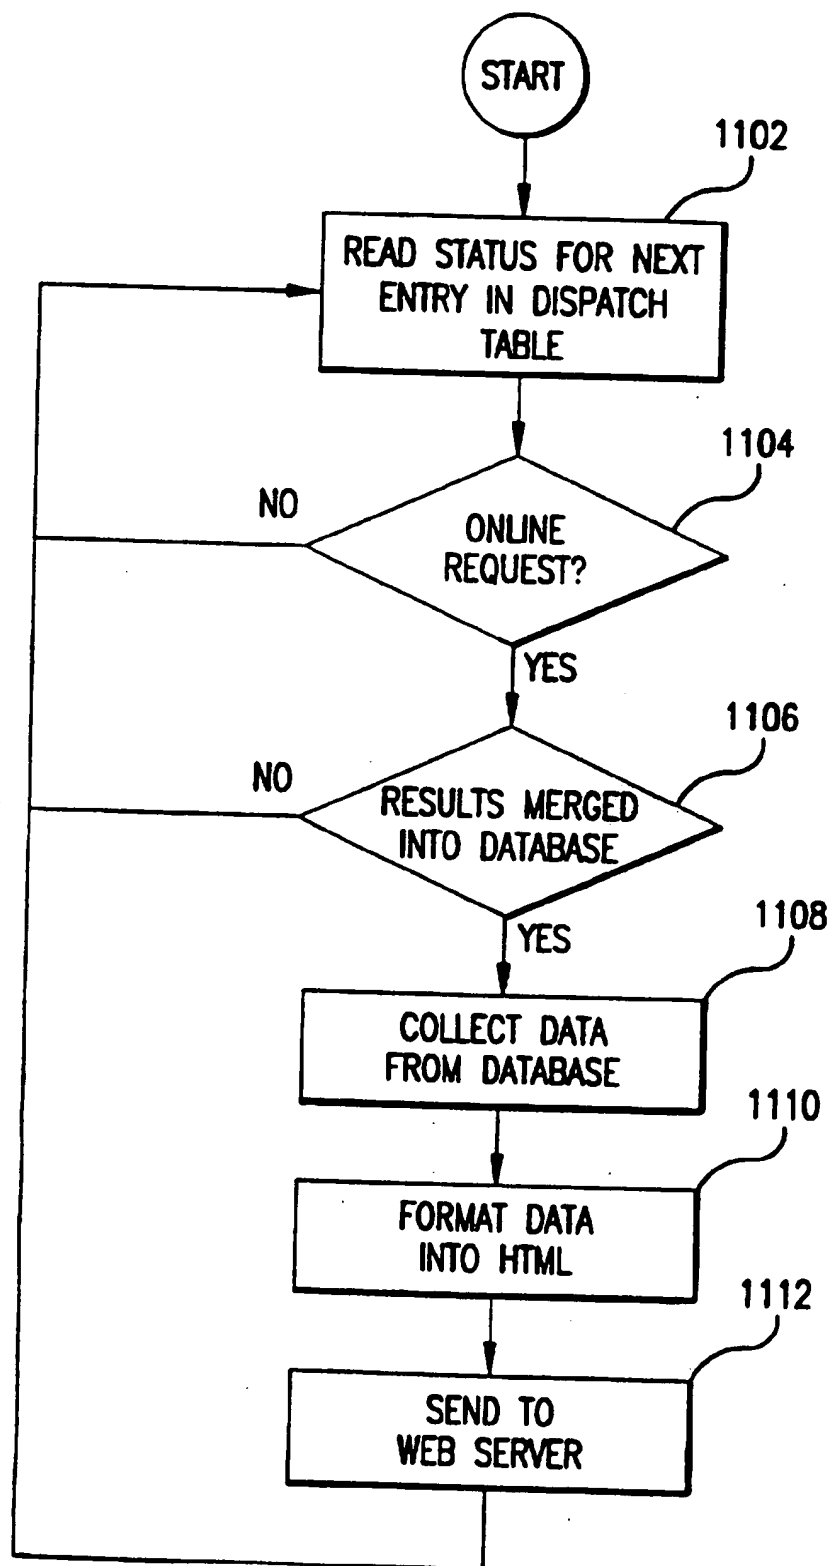 START
1102
READ STATUS FOR NEXT
ENTRY IN DISPATCH
TABLE
1104
NO
ONLINE
REQUEST?
YES
1106
NO
RESULTS MERGED
INTO DATABASE
YES
1108
COLLECT DATA
FROM DATABASE
1110
FORMAT DATA
INTO HTML
1112
SEND TO
WEB SERVER